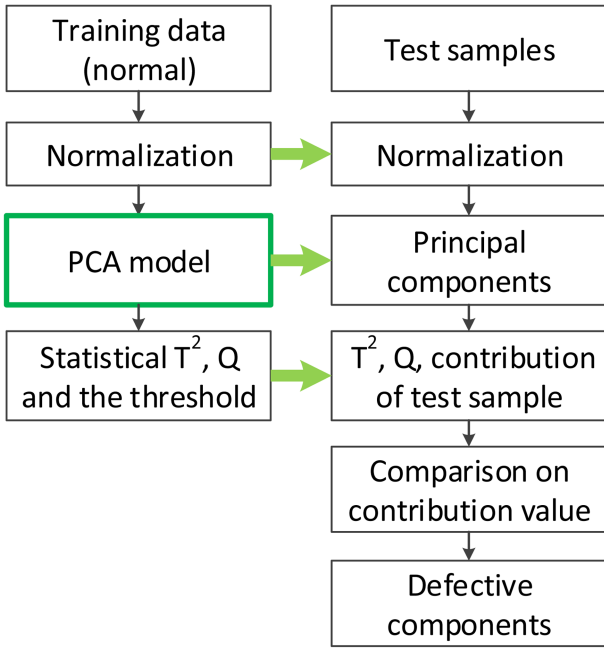 Training data
(normal)
Normalization
PCA model
Statistical T², Q
and the threshold
Test samples
Normalization
Principal
components
T², Q, contribution
of test sample
Comparison on
contribution value
Defective
components